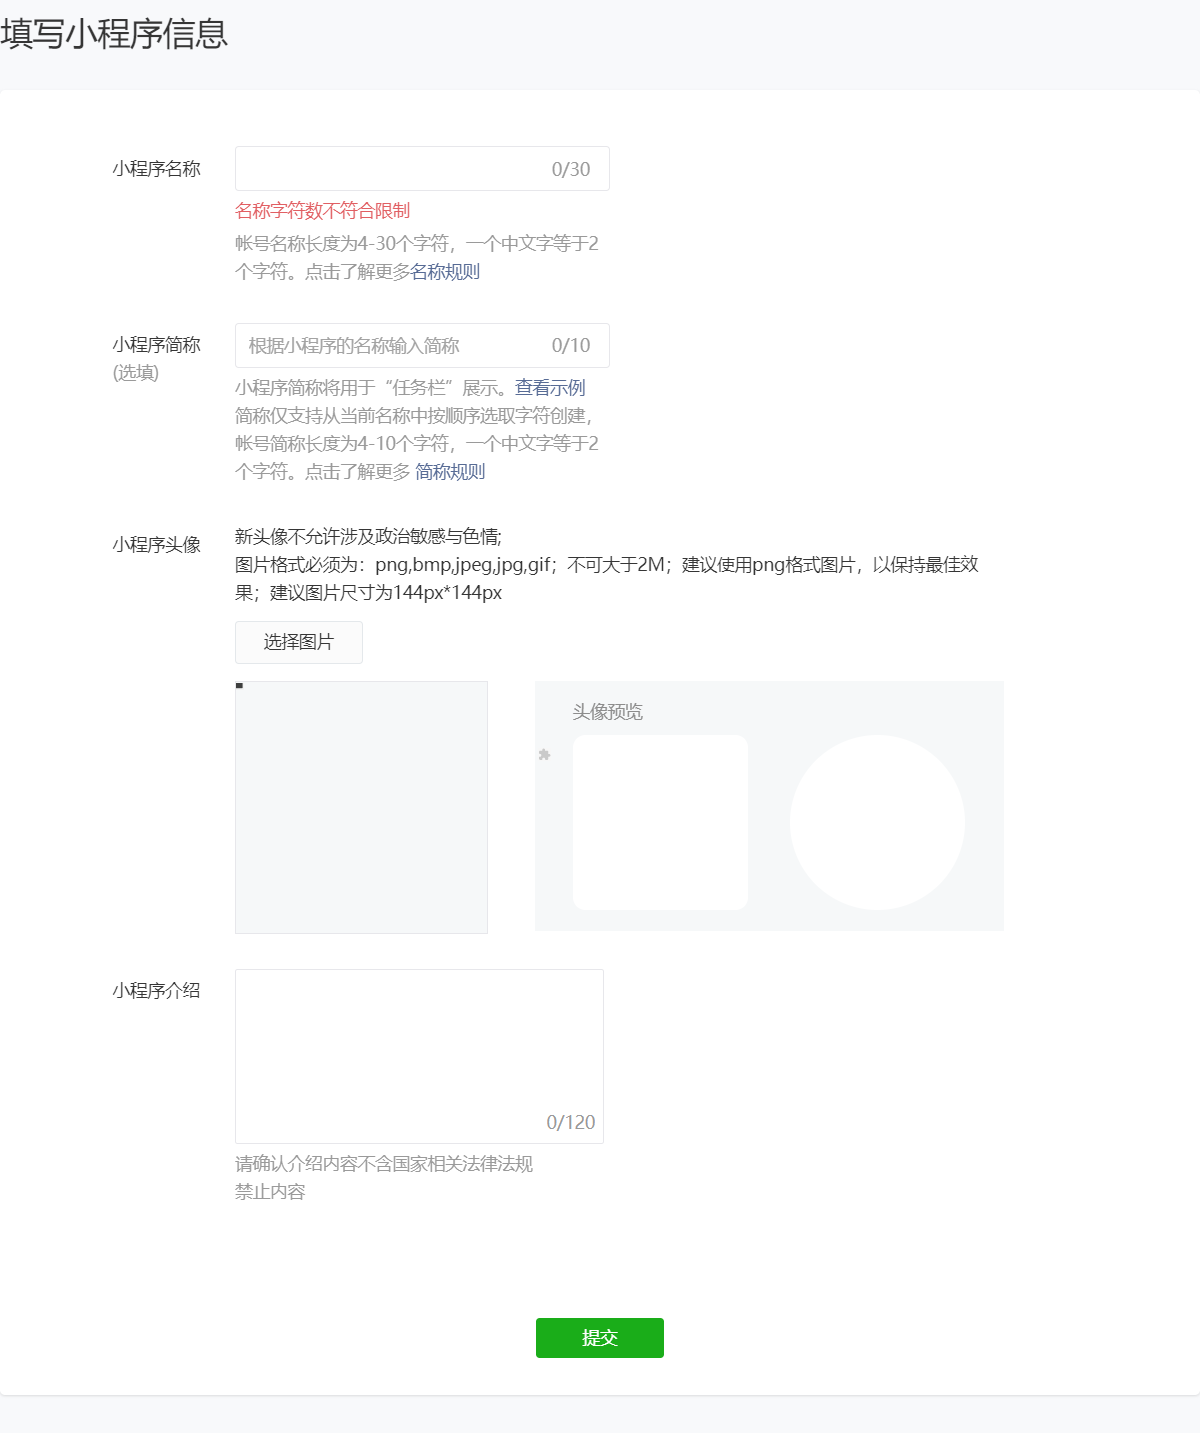 填写小程序信息
小程序名称
0/30
名称字符数不符合限制
帐号名称长度为4-30个字符，一个中文字等于2
个字符。点击了解更多名称规则
小程序简称
(选填)
根据小程序的名称输入简称
0/10
小程序简称将用于“任务栏”展示。查看示例
简称仅支持从当前名称中按顺序选取字符创建，
帐号简称长度为4-10个字符，一个中文字等于2
个字符。点击了解更多 简称规则
小程序头像
新头像不允许涉及政治敏感与色情;
图片格式必须为：png,bmp,jpeg,jpg,gif；不可大于2M；建议使用png格式图片，以保持最佳效
果；建议图片尺寸为144px*144px
选择图片
头像预览
小程序介绍
0/120
请确认介绍内容不含国家相关法律法规
禁止内容
提交